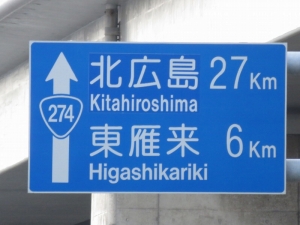 北広島 27Km
Kitahiroshima
274
東雁来 6Km
Higashikariki